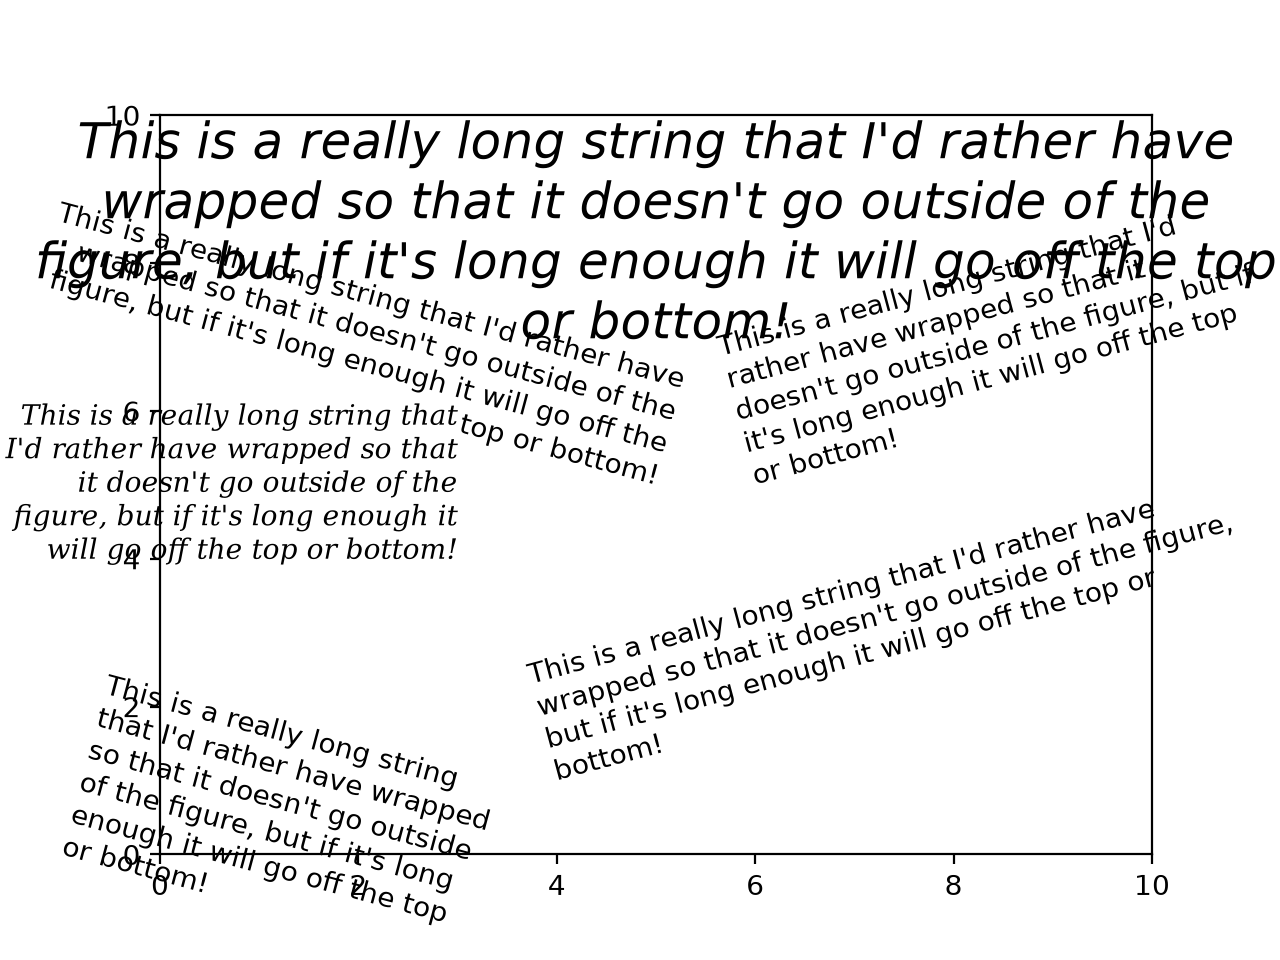 10
This is a really long string that I'd rather have
wrapped so that it doesn't go outside of the
figure, but if it's long enough it will go off the top
or bottom!
This is a really long string that I'd rather have
wrapped so that it doesn't go outside of the
figure, but if it's long enough it will go off the
top or bottom!
This is a really long string that I'd
rather have wrapped so that it
doesn't go outside of the figure, but if
it's long enough it will go off the top
or bottom!
8
6
This is a really long string that
I'd rather have wrapped so that
it doesn't go outside of the
figure, but if it's long enough it
will go off the top or bottom!
4
This is a really long string that I'd rather have
wrapped so that it doesn't go outside of the figure,
but if it's long enough it will go off the top or
bottom!
2
This is a really long string
that I'd rather have wrapped
so that it doesn't go outside
of the figure, but if it's long
enough it will go off the top
or bottom!
0
0 2 4 6 8 10